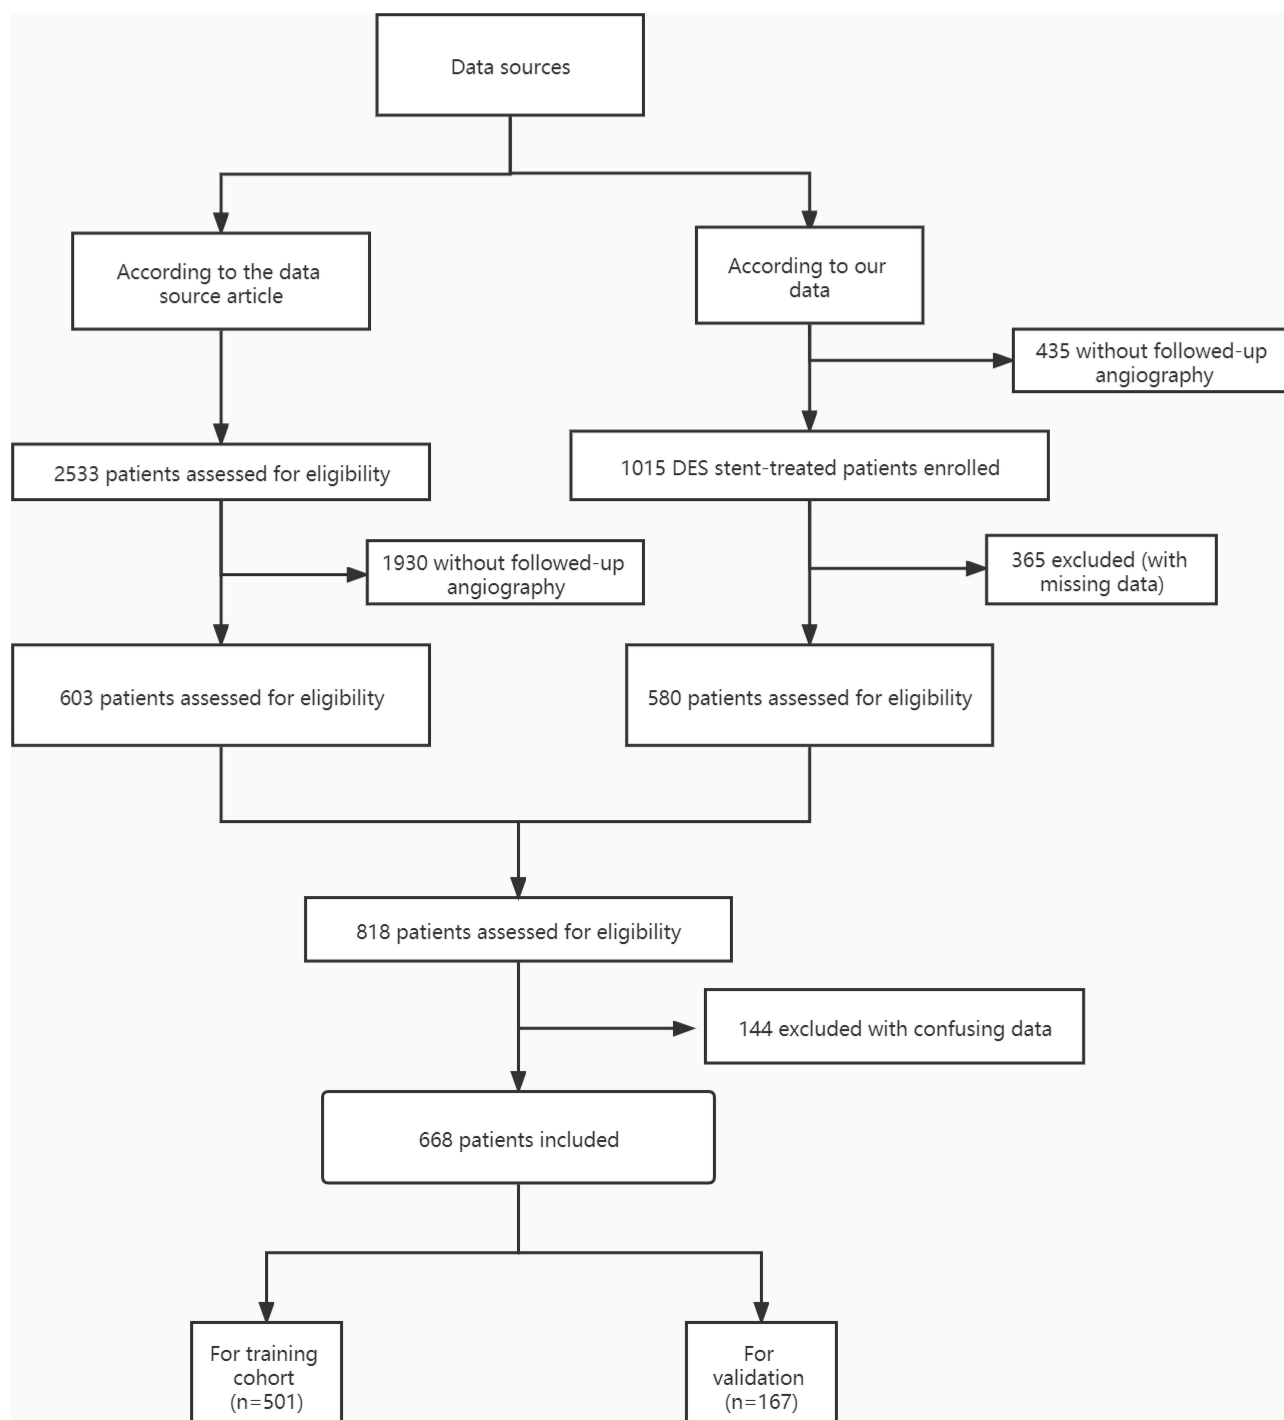 Data sources
According to the data
source article
According to our
data
435 without followed-up
angiography
2533 patients assessed for eligibility
1015 DES stent-treated patients enrolled
1930 without followed-up
angiography
365 excluded (with
missing data)
603 patients assessed for eligibility
580 patients assessed for eligibility
818 patients assessed for eligibility
144 excluded with confusing data
668 patients included
For training
cohort
(n=501)
For
validation
(n=167)